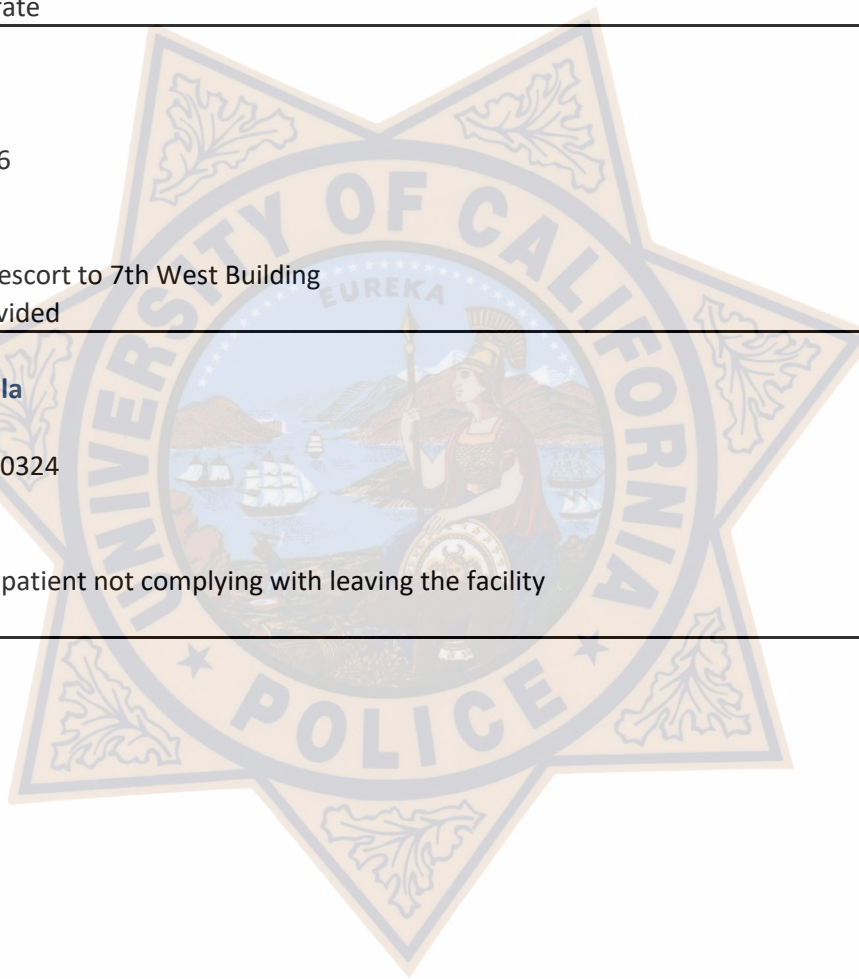 rate
6
escort to 7th West Building
vided
la
0324
patient not complying with leaving the facility
UNIVERSITY OF CALIFORNIA
EUREKA
POLICE